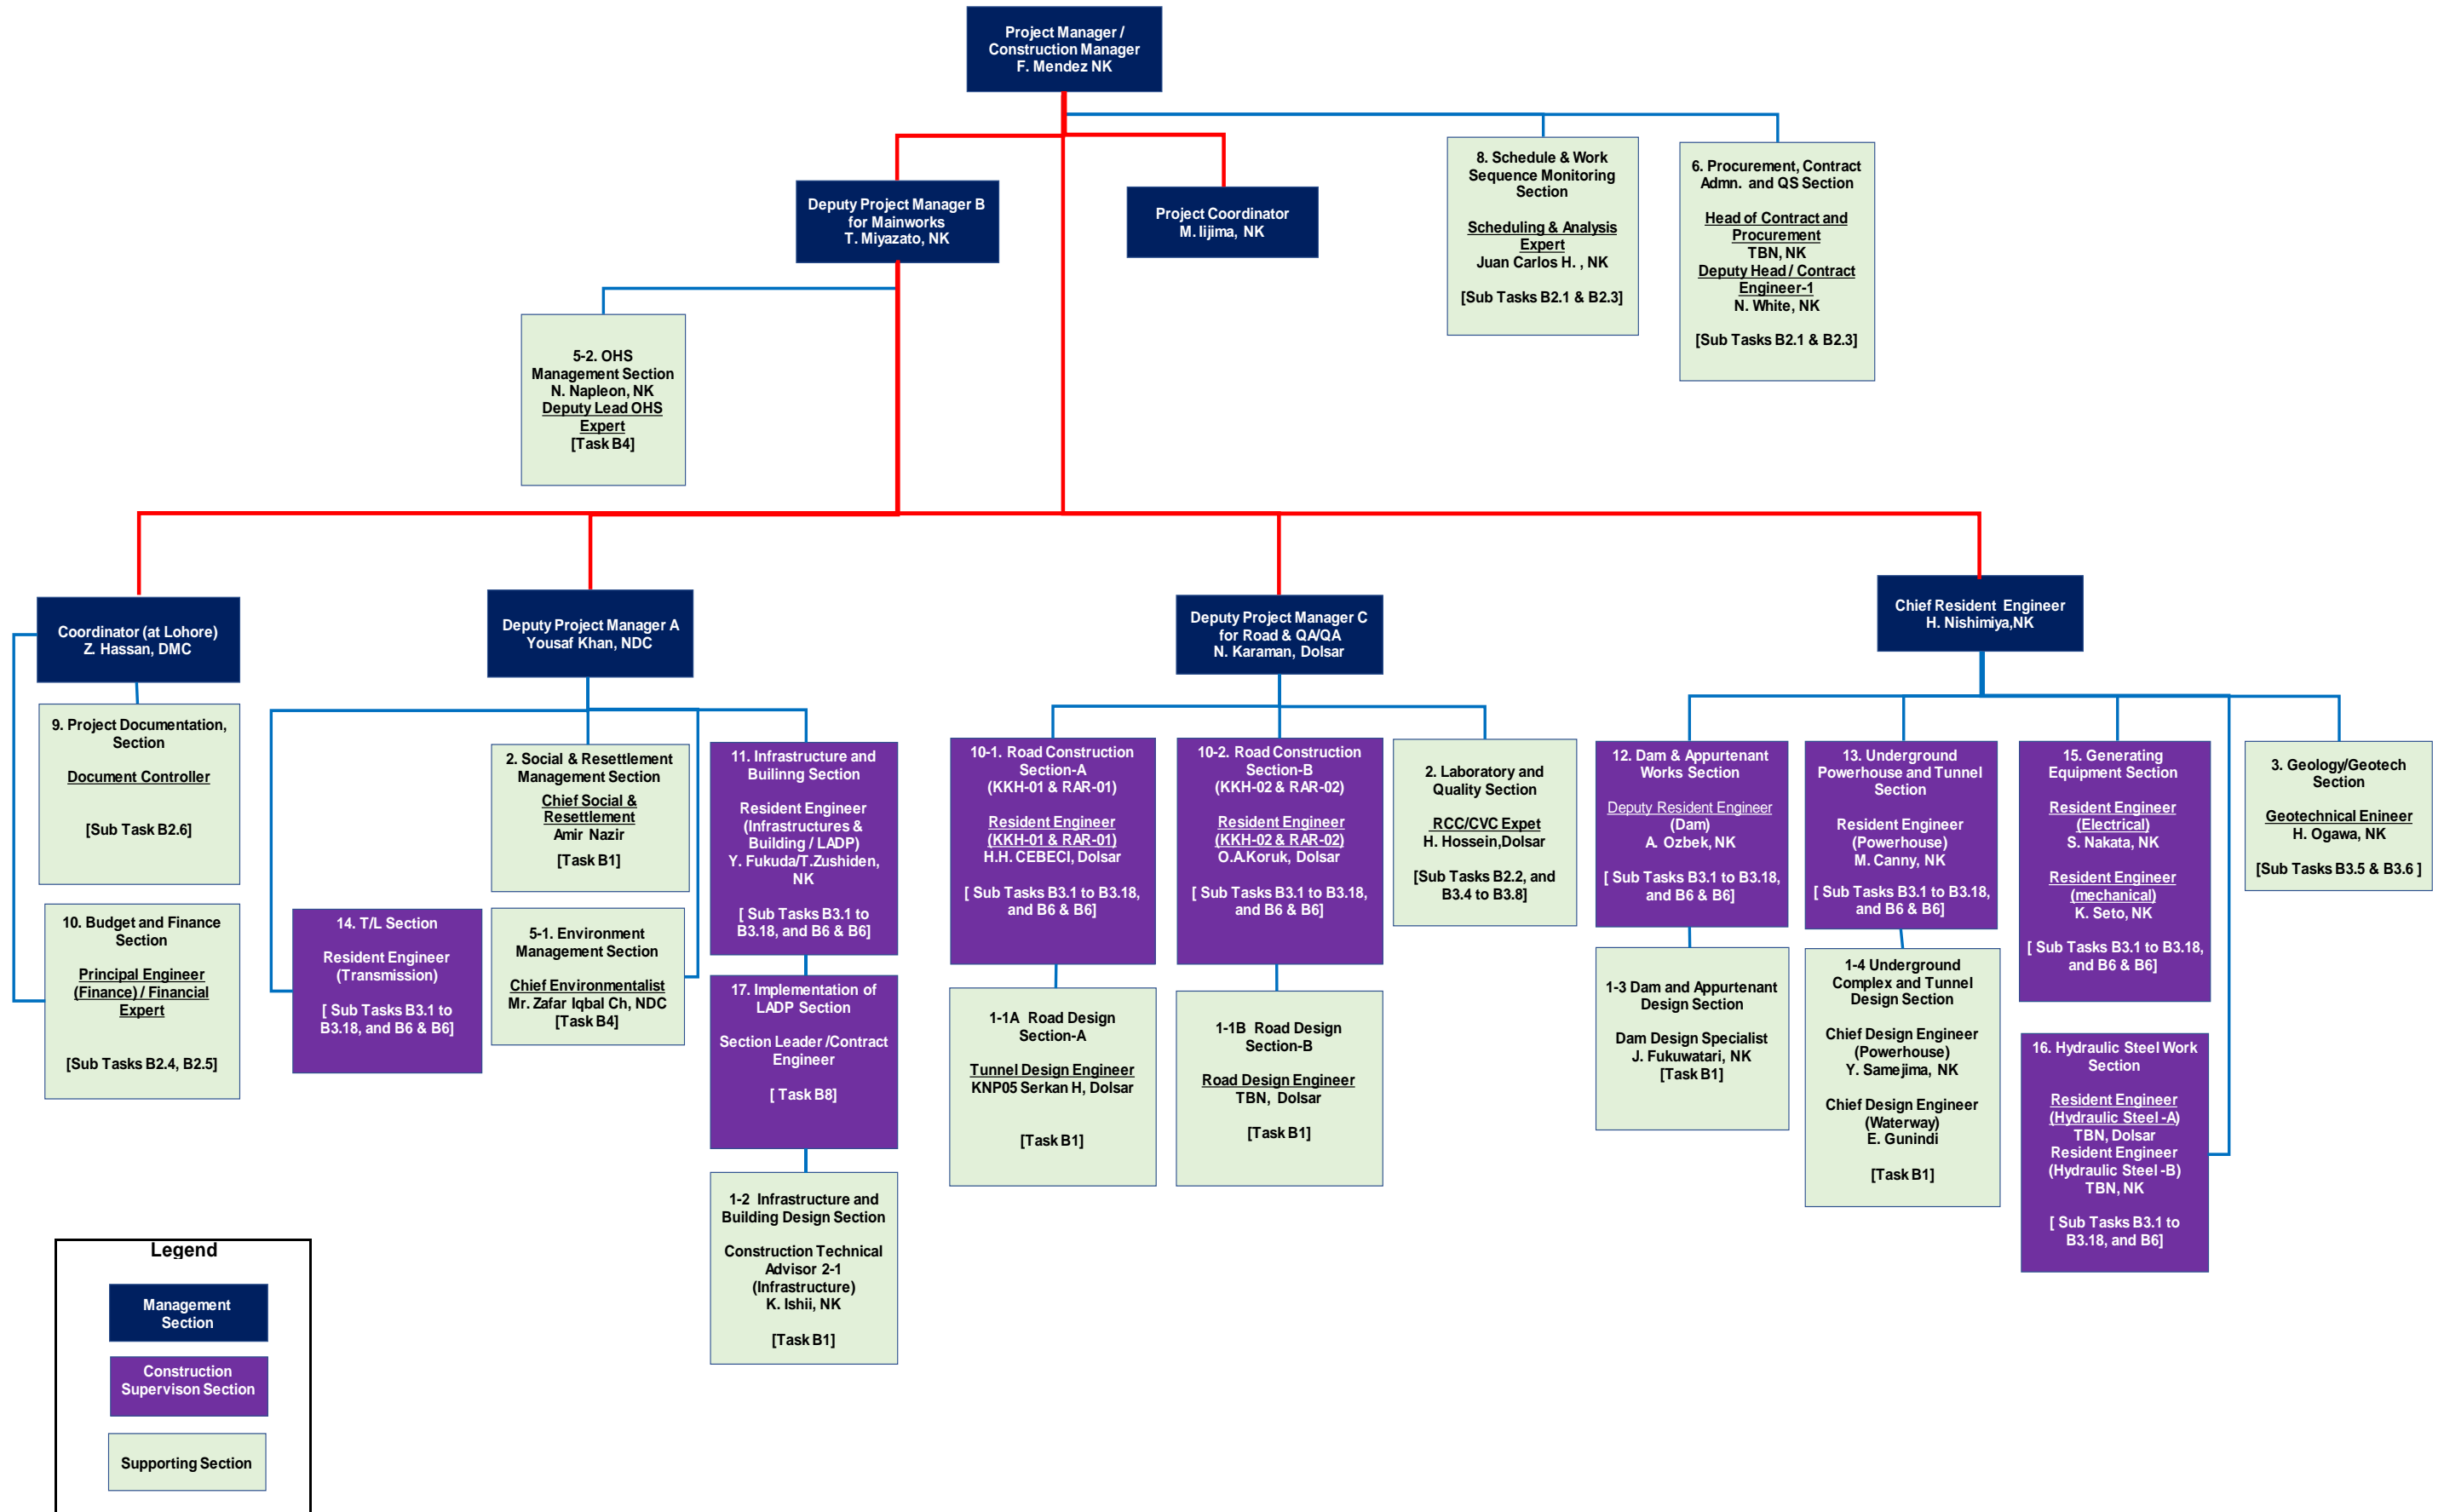 Project Manager /
Construction Manager
F. Mendez NK
Deputy Project Manager B
for Mainworks
T. Miyazato, NK
Project Coordinator
M. Iijima, NK
8. Schedule & Work
Sequence Monitoring
Section
Scheduling & Analysis
Expert
Juan Carlos H. , NK
[Sub Tasks B2.1 & B2.3]
6. Procurement, Contract
Admn. and QS Section
Head of Contract and
Procurement
TBN, NK
Deputy Head / Contract
Engineer-1
N. White, NK
[Sub Tasks B2.1 & B2.3]
5-2. OHS
Management Section
N. Napleon, NK
Deputy Lead OHS
Expert
[Task B4]
Coordinator (at Lohore)
Z. Hassan, DMC
Deputy Project Manager A
Yousaf Khan, NDC
Deputy Project Manager C
for Road & QA/QA
N. Karaman, Dolsar
Chief Resident Engineer
H. Nishimiya,NK
9. Project Documentation,
Section
Document Controller
[Sub Task B2.6]
10. Budget and Finance
Section
Principal Engineer
(Finance) / Financial
Expert
[Sub Tasks B2.4, B2.5]
14. T/L Section
Resident Engineer
(Transmission)
[ Sub Tasks B3.1 to
B3.18, and B6 & B6]
2. Social & Resettlement
Management Section
Chief Social &
Resettlement
Amir Nazir
[Task B1]
5-1. Environment
Management Section
Chief Environmentalist
Mr. Zafar Iqbal Ch, NDC
[Task B4]
11. Infrastructure and
Builinng Section
Resident Engineer
(Infrastructures &
Building / LADP)
Y. Fukuda/T.Zushiden,
NK
[ Sub Tasks B3.1 to
B3.18, and B6 & B6]
17. Implementation of
LADP Section
Section Leader /Contract
Engineer
[ Task B8]
1-2 Infrastructure and
Building Design Section
Construction Technical
Advisor 2-1
(Infrastructure)
K. Ishii, NK
[Task B1]
10-1. Road Construction
Section-A
(KKH-01 & RAR-01)
Resident Engineer
(KKH-01 & RAR-01)
H.H. CEBECI, Dolsar
[ Sub Tasks B3.1 to B3.18,
and B6 & B6]
1-1A Road Design
Section-A
Tunnel Design Engineer
KNP05 Serkan H, Dolsar
[Task B1]
10-2. Road Construction
Section-B
(KKH-02 & RAR-02)
Resident Engineer
(KKH-02 & RAR-02)
O.A.Koruk, Dolsar
[ Sub Tasks B3.1 to B3.18,
and B6 & B6]
1-1B Road Design
Section-B
Road Design Engineer
TBN, Dolsar
[Task B1]
2. Laboratory and
Quality Section
RCC/CVC Expet
H. Hossein,Dolsar
[Sub Tasks B2.2, and
B3.4 to B3.8]
12. Dam & Appurtenant
Works Section
Deputy Resident Engineer
(Dam)
A. Ozbek, NK
[ Sub Tasks B3.1 to B3.18,
and B6 & B6]
1-3 Dam and Appurtenant
Design Section
Dam Design Specialist
J. Fukuwatari, NK
[Task B1]
13. Underground
Powerhouse and Tunnel
Section
Resident Engineer
(Powerhouse)
M. Canny, NK
[ Sub Tasks B3.1 to B3.18,
and B6 & B6]
1-4 Underground
Complex and Tunnel
Design Section
Chief Design Engineer
(Powerhouse)
Y. Samejima, NK
Chief Design Engineer
(Waterway)
E. Gunindi
[Task B1]
15. Generating
Equipment Section
Resident Engineer
(Electrical)
S. Nakata, NK
Resident Engineer
(mechanical)
K. Seto, NK
[ Sub Tasks B3.1 to B3.18,
and B6 & B6]
16. Hydraulic Steel Work
Section
Resident Engineer
(Hydraulic Steel -A)
TBN, Dolsar
Resident Engineer
(Hydraulic Steel -B)
TBN, NK
[ Sub Tasks B3.1 to
B3.18, and B6]
3. Geology/Geotech
Section
Geotechnical Enineer
H. Ogawa, NK
[Sub Tasks B3.5 & B3.6 ]
Legend
Management
Section
Construction
Supervison Section
Supporting Section